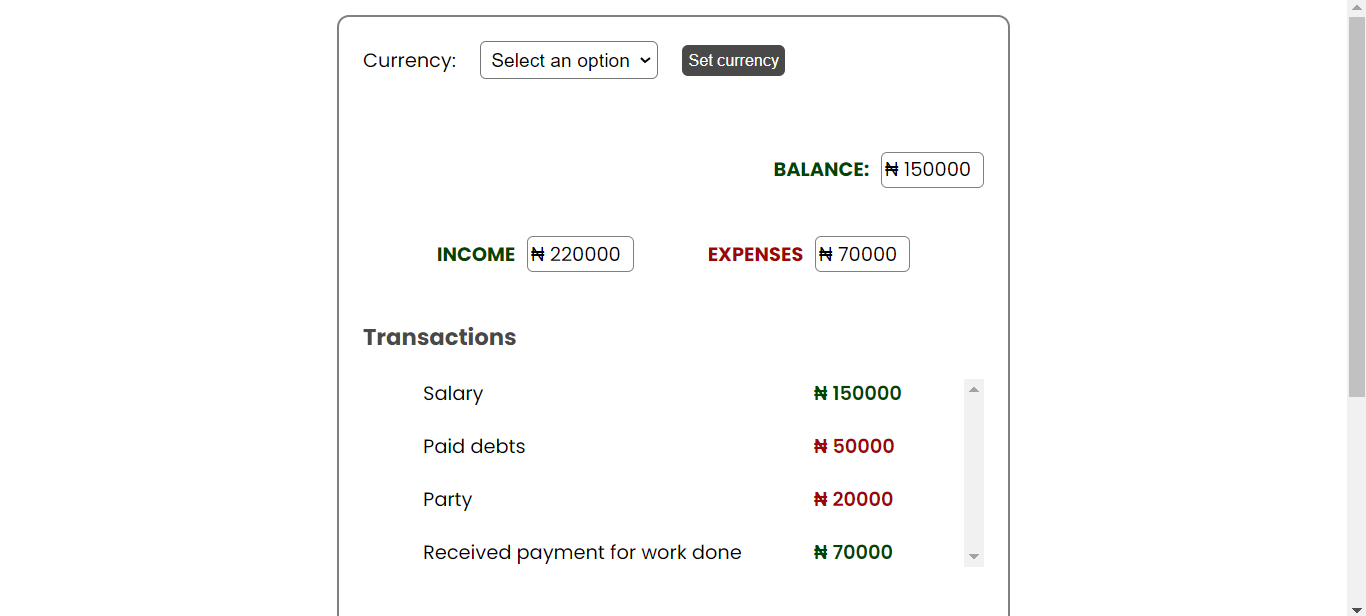 Currency: Select an option Set currency
BALANCE: ₦ 150000
INCOME ₦ 220000 EXPENSES ₦ 70000
Transactions
Salary ₦ 150000
Paid debts ₦ 50000
Party ₦ 20000
Received payment for work done ₦ 70000